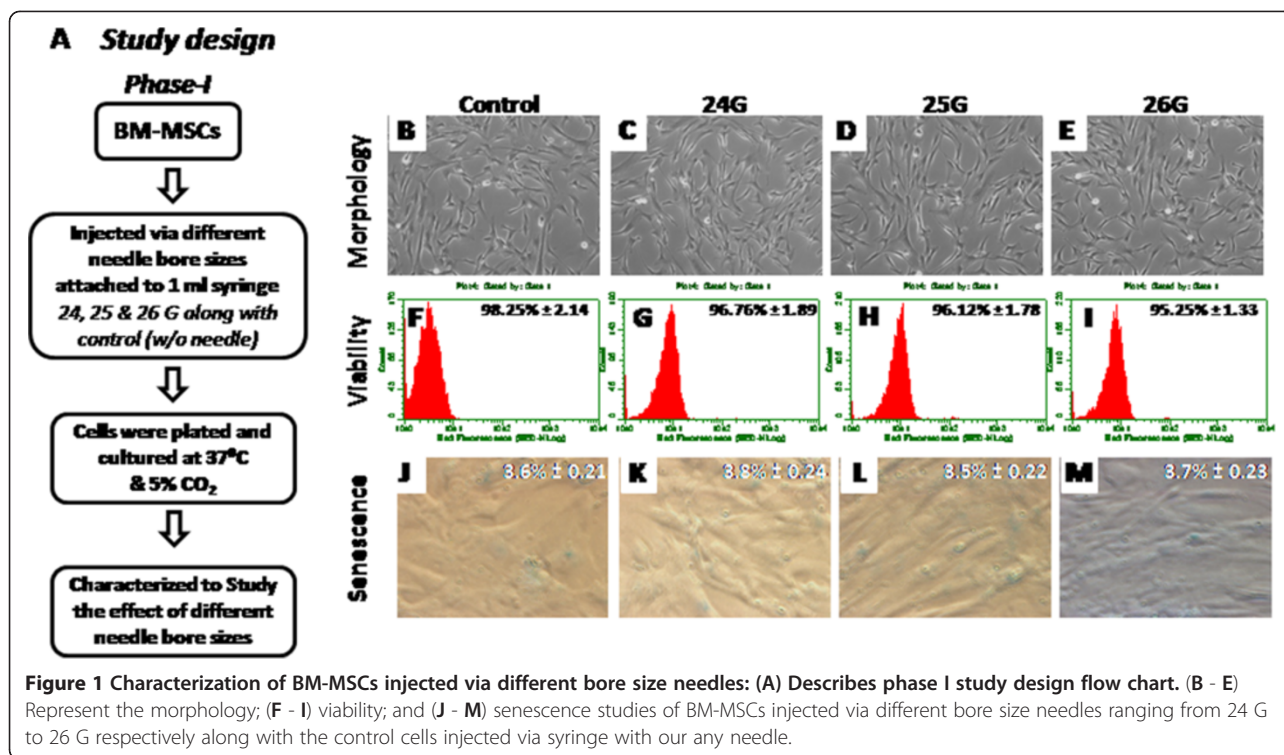 A Study design
Phase-I
BM-MSCs
Injected via different
needle bore sizes
attached to 1 ml syringe
24, 25 & 26 G along with
control (w/o needle)
Cells were plated and
cultured at 37⁰C
& 5% CO₂
Characterized to Study
the effect of different
needle bore sizes
Control 24G 25G 26G
Morphology
B C D E
Viability
F 98.25% ± 2.14
G 96.76% ± 1.89
H 96.12% ± 1.78
I 95.25% ± 1.33
Senescence
J 3.6% ± 0.21
K 3.8% ± 0.24
L 3.5% ± 0.22
M 3.7% ± 0.23
Figure 1 Characterization of BM-MSCs injected via different bore size needles: (A) Describes phase I study design flow chart. (B - E)
Represent the morphology; (F - I) viability; and (J - M) senescence studies of BM-MSCs injected via different bore size needles ranging from 24 G
to 26 G respectively along with the control cells injected via syringe with our any needle.